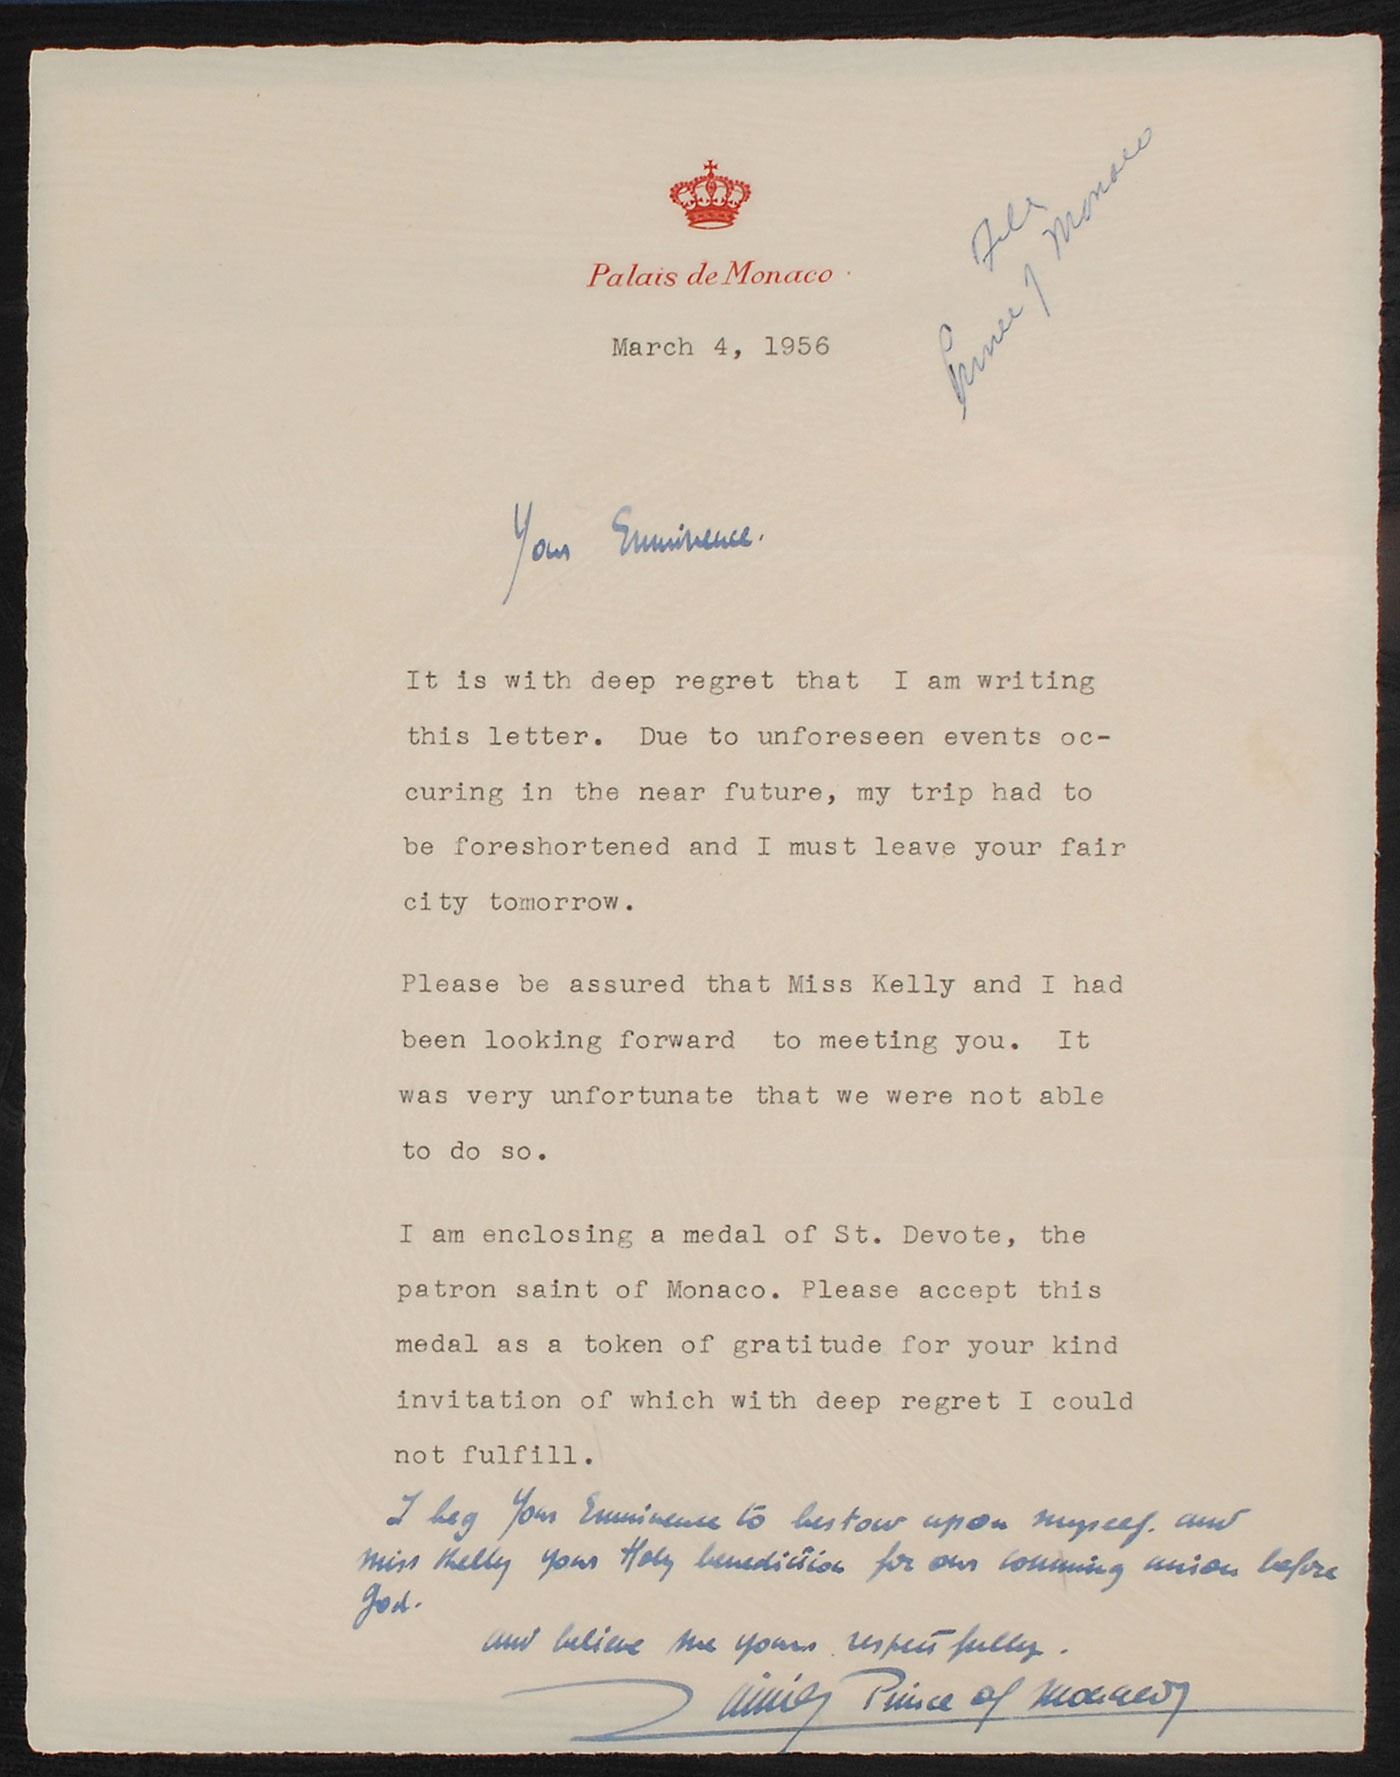 Palais de Monaco
File
Prince of Monaco
March 4, 1956
Your Emminence.
It is with deep regret that I am writing
this letter. Due to unforeseen events oc-
curing in the near future, my trip had to
be foreshortened and I must leave your fair
city tomorrow.
Please be assured that Miss Kelly and I had
been looking forward to meeting you. It
was very unfortunate that we were not able
to do so.
I am enclosing a medal of St. Devote, the
patron saint of Monaco. Please accept this
medal as a token of gratitude for your kind
invitation of which with deep regret I could
not fulfill.
I beg Your Emminence to bestow upon myself. and
miss Kelly your Holy benediction for our comming union before
God.
and believe me yours respectfully.
Prince of Monaco